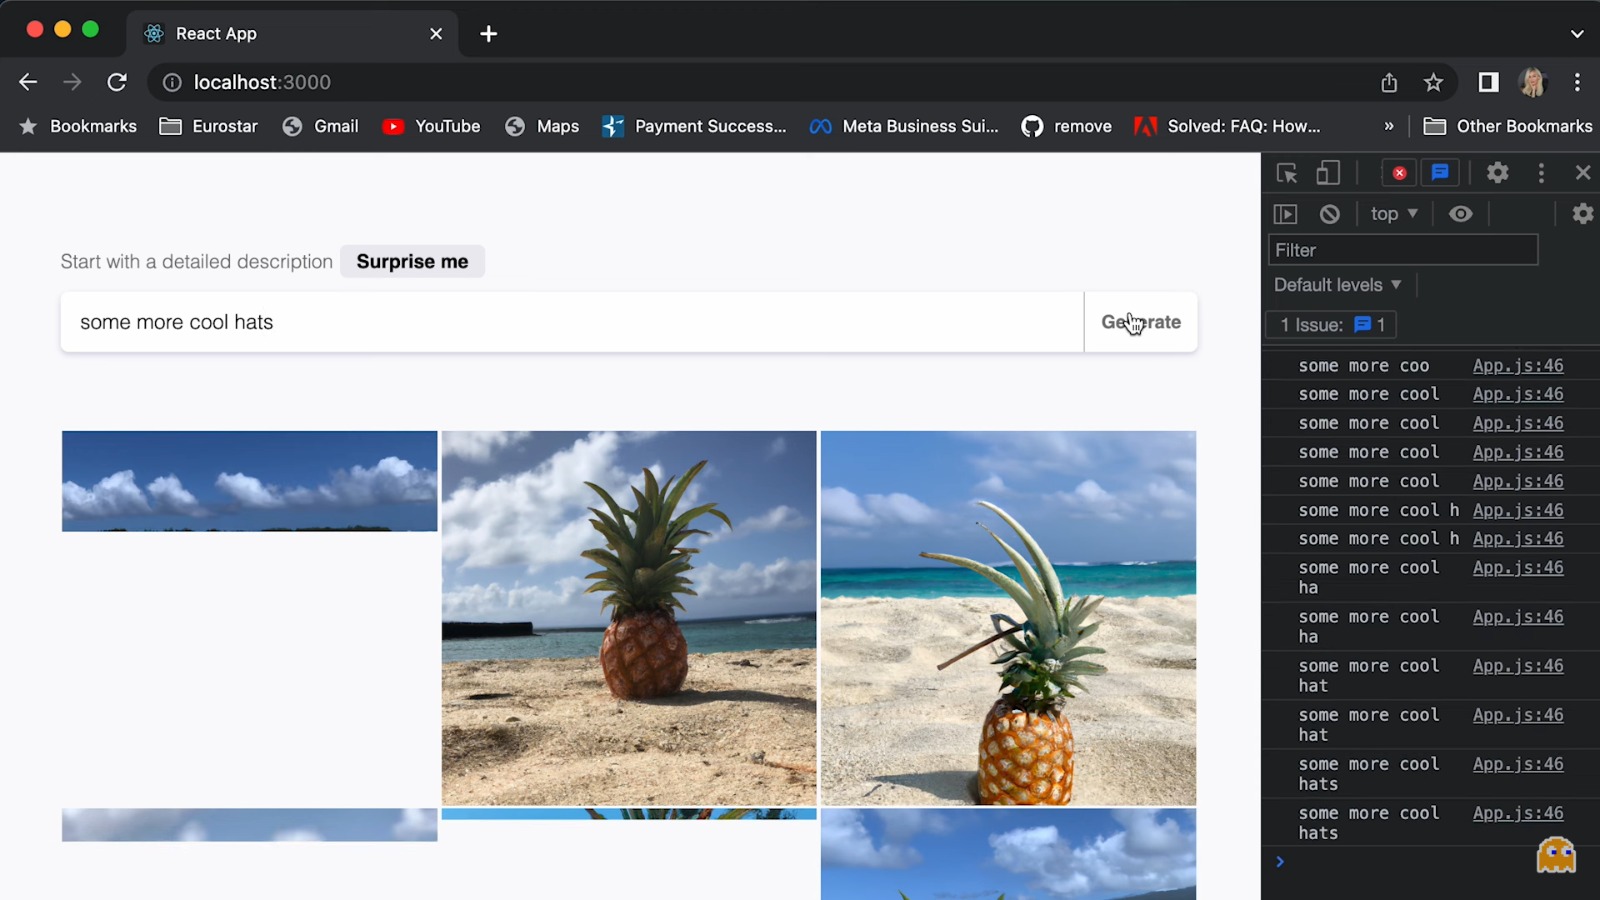 React App
localhost:3000
Bookmarks Eurostar Gmail YouTube Maps Payment Success... Meta Business Sui... remove Solved: FAQ: How... » Other Bookmarks
top
Filter
Default levels
1 Issue: 1
Start with a detailed description Surprise me
some more cool hats Generate
some more coo App.js:46
some more cool App.js:46
some more cool App.js:46
some more cool App.js:46
some more cool App.js:46
some more cool h App.js:46
some more cool h App.js:46
some more cool App.js:46
ha
some more cool App.js:46
ha
some more cool App.js:46
hat
some more cool App.js:46
hat
some more cool App.js:46
hats
some more cool App.js:46
hats